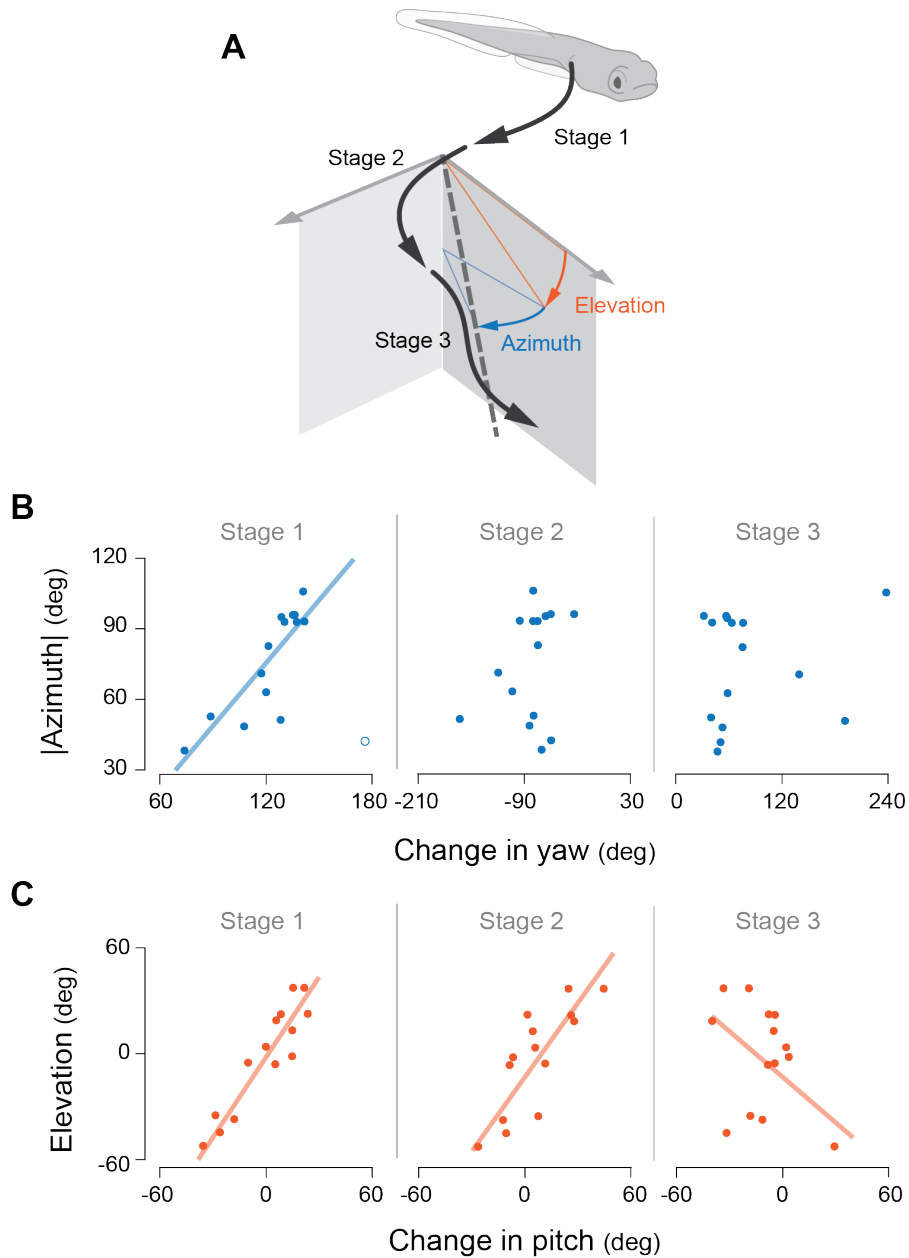 A
Stage 1
Stage 2
Elevation
Azimuth
Stage 3
B
Stage 1
Stage 2
Stage 3
|Azimuth| (deg)
120
90
60
30
60
120
180
-210
-90
30
0
120
240
Change in yaw (deg)
C
Stage 1
Stage 2
Stage 3
Elevation (deg)
60
0
-60
-60
0
60
-60
0
60
-60
0
60
Change in pitch (deg)